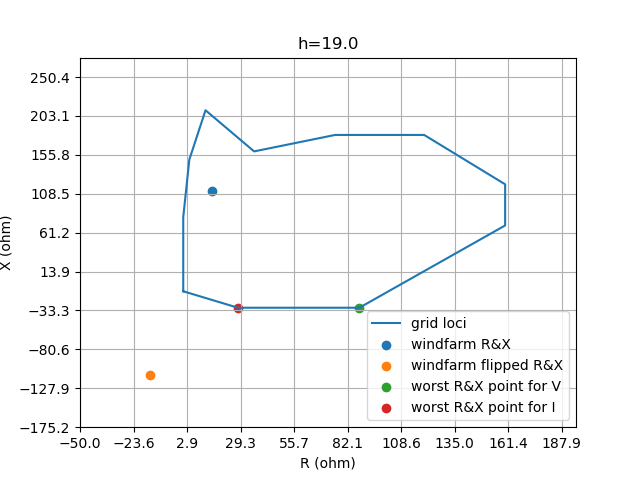 h=19.0
250.4
203.1
155.8
108.5
61.2
13.9
−33.3
−80.6
−127.9
−175.2
X (ohm)
grid loci
windfarm R&X
windfarm flipped R&X
worst R&X point for V
worst R&X point for I
−50.0 −23.6 2.9 29.3 55.7 82.1 108.6 135.0 161.4 187.9
R (ohm)